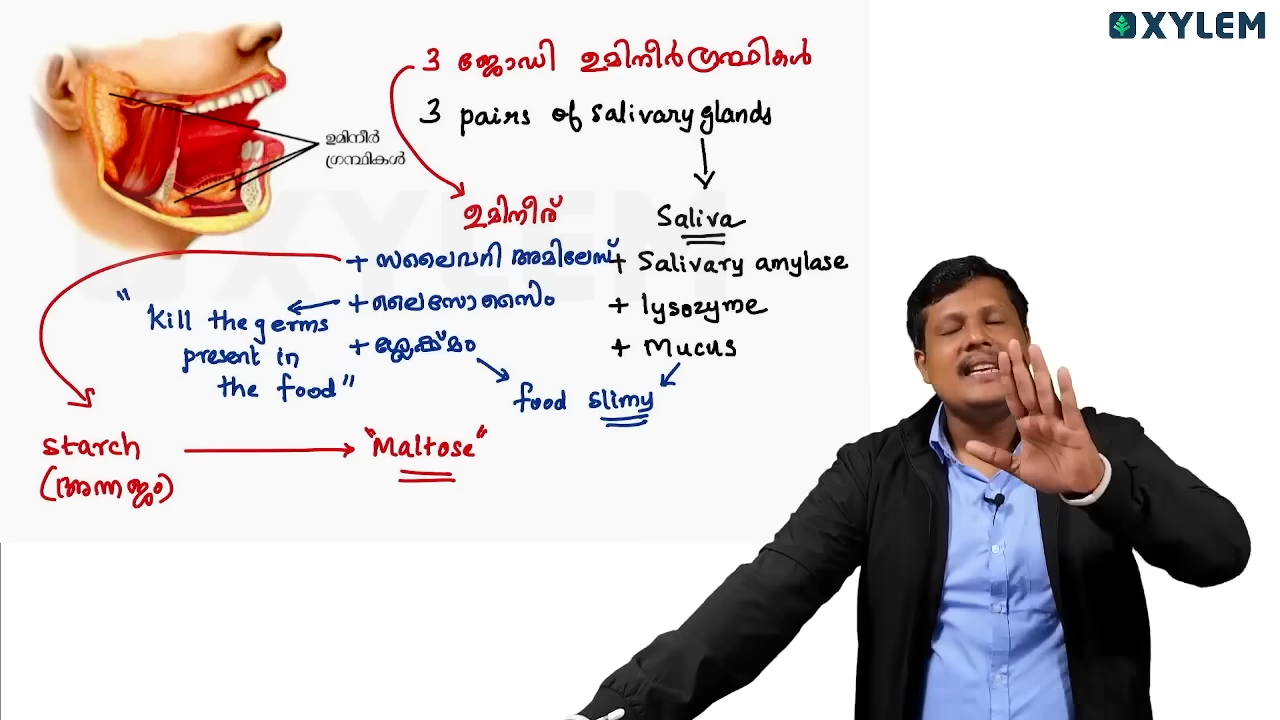 XYLEM
3 ജോഡി ഉമിനീർഗ്രന്ഥികൾ
3 pairs of salivary glands
ഉമിനീർ
ഗ്രന്ഥികൾ
ഉമിനീര്
Saliva
+ സലൈവറി അമിലേസ്
+ Salivary amylase
+ ലൈസോസൈം
+ lysozyme
"Kill the germs
present in
the food"
+ ശ്ലേഷ്മം
+ Mucus
food slimy
starch
"Maltose"
(അന്നജം)
XYLEM